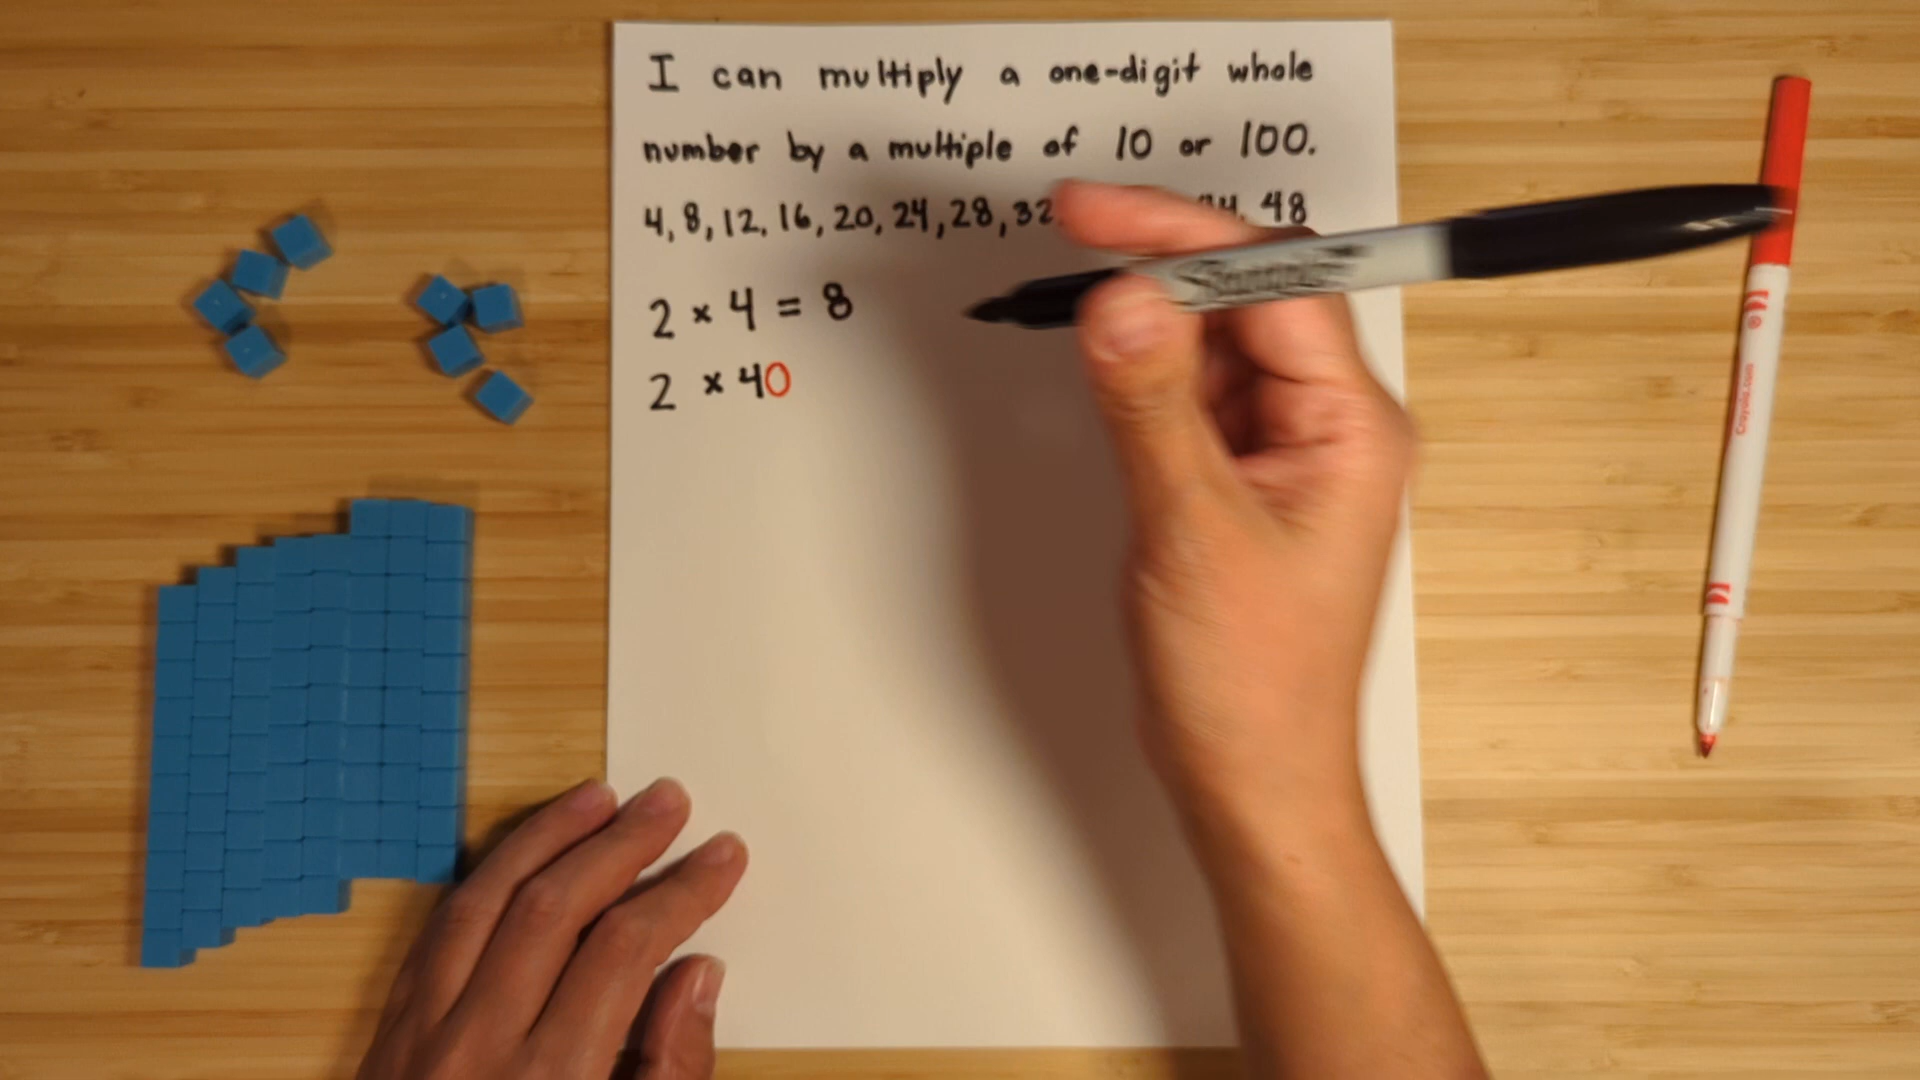 I can multiply a one-digit whole
number by a multiple of 10 or 100.
4, 8, 12, 16, 20, 24, 28, 32, 48
2 × 4 = 8
2 × 40
Crayola